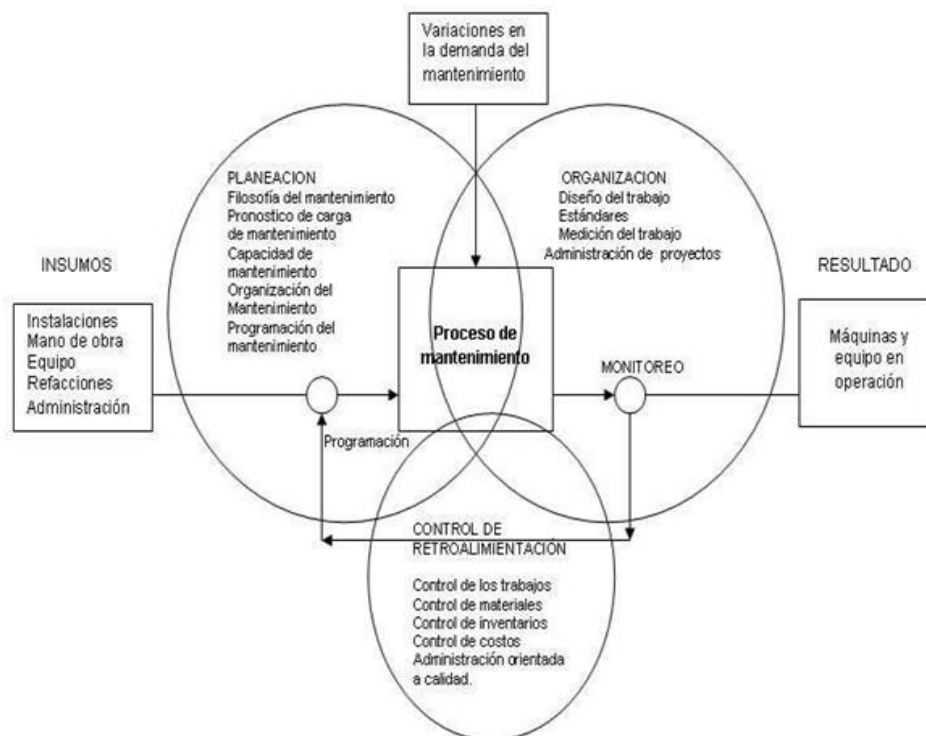 Variaciones en
la demanda del
mantenimiento
PLANEACION
Filosofía del mantenimiento
Pronostico de carga
de mantenimiento
Capacidad de
mantenimiento
Organización del
Mantenimiento
Programación del
mantenimiento
ORGANIZACION
Diseño del trabajo
Estándares
Medición del trabajo
Administración de proyectos
INSUMOS
Instalaciones
Mano de obra
Equipo
Refacciones
Administración
Proceso de
mantenimiento
MONITOREO
RESULTADO
Máquinas y
equipo en
operación
Programación
CONTROL DE
RETROALIMENTACIÓN
Control de los trabajos
Control de materiales
Control de inventarios
Control de costos
Administración orientada
a calidad.